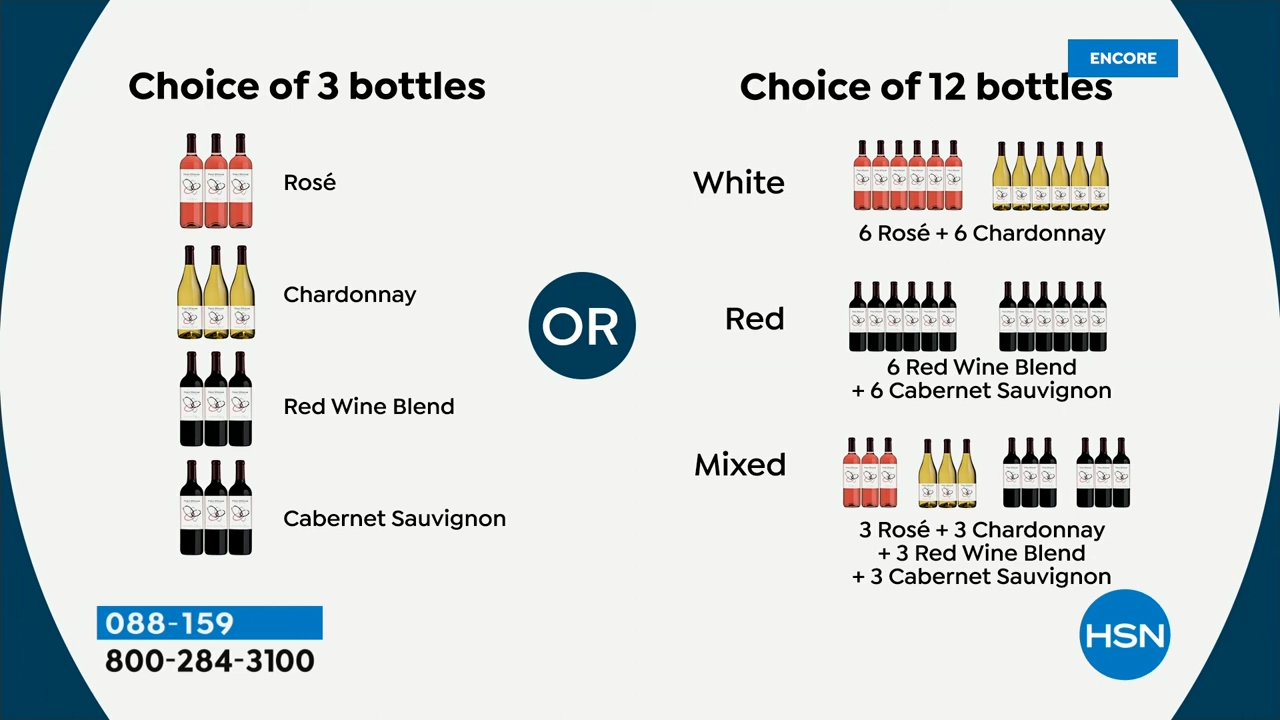 ENCORE
Choice of 3 bottles
Rosé
Chardonnay
Red Wine Blend
Cabernet Sauvignon
OR
Choice of 12 bottles
White
6 Rosé + 6 Chardonnay
Red
6 Red Wine Blend
+ 6 Cabernet Sauvignon
Mixed
3 Rosé + 3 Chardonnay
+ 3 Red Wine Blend
+ 3 Cabernet Sauvignon
088-159
800-284-3100
HSN